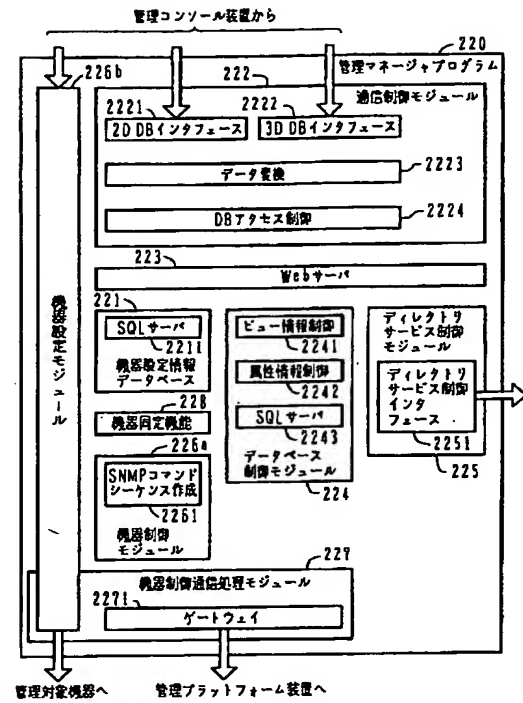 管理コンソール装置から
220
226b
管理マネージャプログラム
222
2221
2222
通信制御モジュール
2D DBインタフェース
3D DBインタフェース
2223
データ変換
2224
DBアクセス制御
223
Webサーバ
機器設定モジュール
221
SQLサーバ
2211
機器設定情報
データベース
228
機器同定機能
226a
SNMPコマンド
シーケンス作成
2261
機器制御
モジュール
ビュー情報制御
2241
属性情報制御
2242
SQLサーバ
2243
データベース
制御モジュール
224
ディレクトリ
サービス制御
モジュール
ディレクトリ
サービス制御
インタ
フェース
2251
225
227
機器制御通信処理モジュール
2271
ゲートウェイ
管理対象機器へ
管理プラットフォーム装置へ